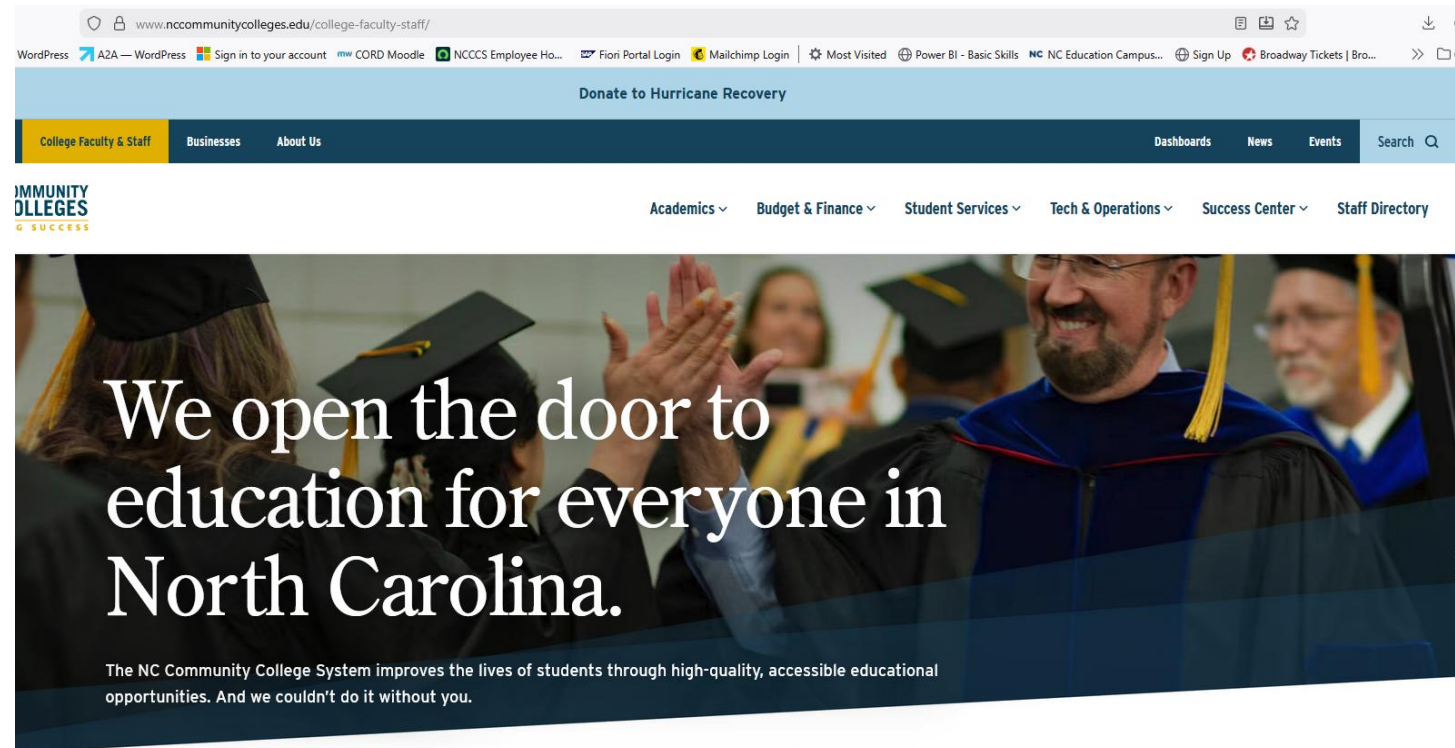 www.nccommunitycolleges.edu/college-faculty-staff/
WordPress A2A — WordPress Sign in to your account mw CORD Moodle NCCCS Employee Ho... Fiori Portal Login Mailchimp Login Most Visited Power BI - Basic Skills NC NC Education Campus... Sign Up Broadway Tickets | Bro...
Donate to Hurricane Recovery
College Faculty & Staff Businesses About Us Dashboards News Events Search
OMMUNITY
OLLEGES
G SUCCESS
Academics Budget & Finance Student Services Tech & Operations Success Center Staff Directory
We open the door to
education for everyone in
North Carolina.
The NC Community College System improves the lives of students through high-quality, accessible educational
opportunities. And we couldn't do it without you.